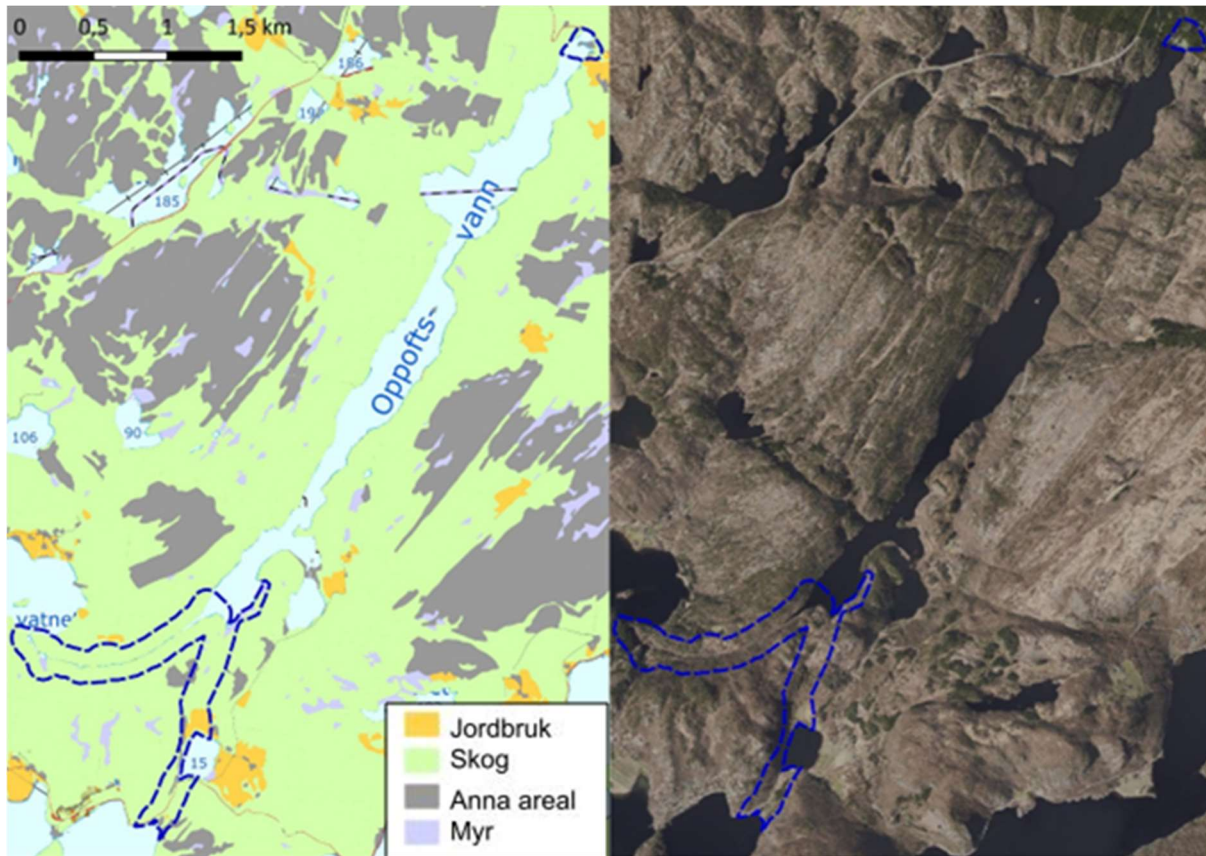 0 0,5 1 1,5 km
186
192
185
vann
Oppofts-
106
90
vatne
15
Jordbruk
Skog
Anna areal
Myr